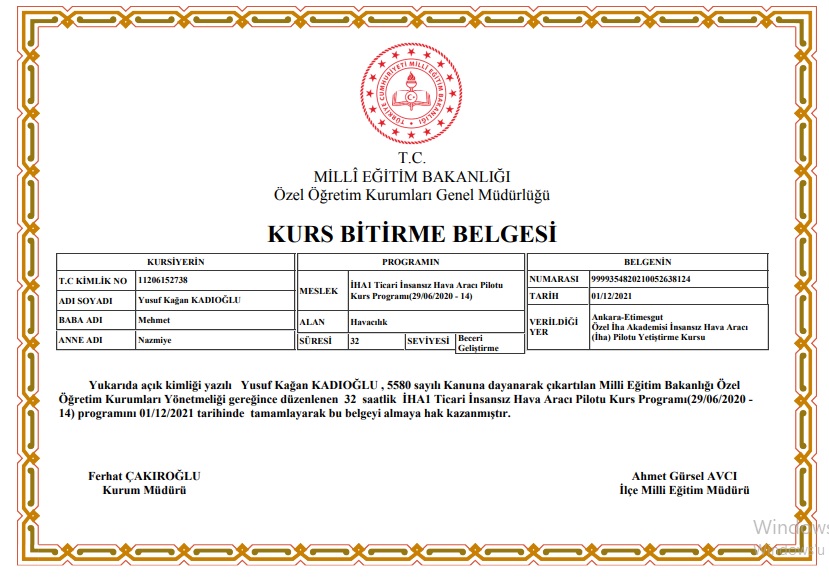 TÜRKİYE CUMHURİYETİ MİLLÎ EĞİTİM BAKANLIĞI
T.C.
MİLLÎ EĞİTİM BAKANLIĞI
Özel Öğretim Kurumları Genel Müdürlüğü
KURS BİTİRME BELGESİ
KURSİYERİN
T.C KİMLİK NO 11206152738
ADI SOYADI Yusuf Kağan KADIOĞLU
BABA ADI Mehmet
ANNE ADI Nazmiye
PROGRAMIN
MESLEK İHA1 Ticari İnsansız Hava Aracı Pilotu
Kurs Programı(29/06/2020 - 14)
ALAN Havacılık
SÜRESİ 32 SEVİYESİ Beceri
Geliştirme
BELGENİN
NUMARASI 9999354820210052638124
TARİH 01/12/2021
VERİLDİĞİ YER Ankara-Etimesgut
Özel İha Akademisi İnsansız Hava Aracı
(İha) Pilotu Yetiştirme Kursu
Yukarıda açık kimliği yazılı Yusuf Kağan KADIOĞLU , 5580 sayılı Kanuna dayanarak çıkartılan Milli Eğitim Bakanlığı Özel
Öğretim Kurumları Yönetmeliği gereğince düzenlenen 32 saatlik İHA1 Ticari İnsansız Hava Aracı Pilotu Kurs Programı(29/06/2020 -
14) programını 01/12/2021 tarihinde tamamlayarak bu belgeyi almaya hak kazanmıştır.
Ferhat ÇAKIROĞLU
Kurum Müdürü
Ahmet Gürsel AVCI
İlçe Milli Eğitim Müdürü
Windows
Windows'u